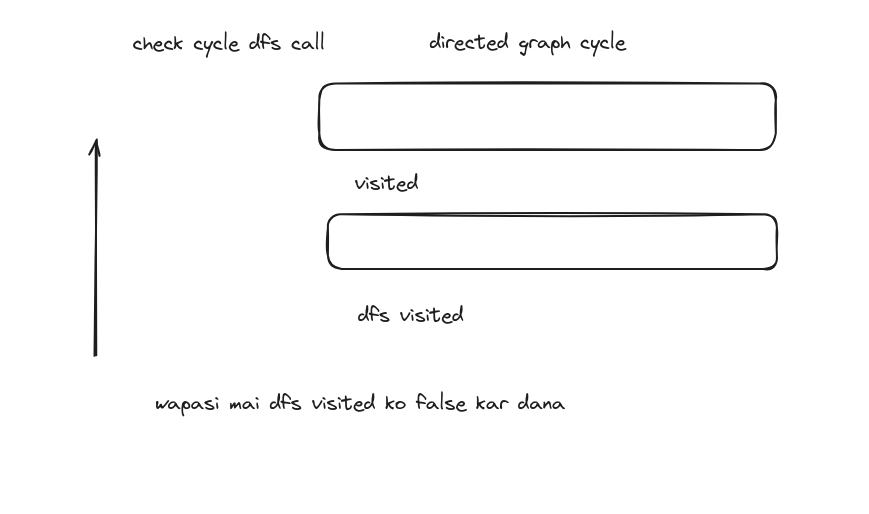 check cycle dfs call
directed graph cycle
visited
dfs visited
wapasi mai dfs visited ko false kar dana